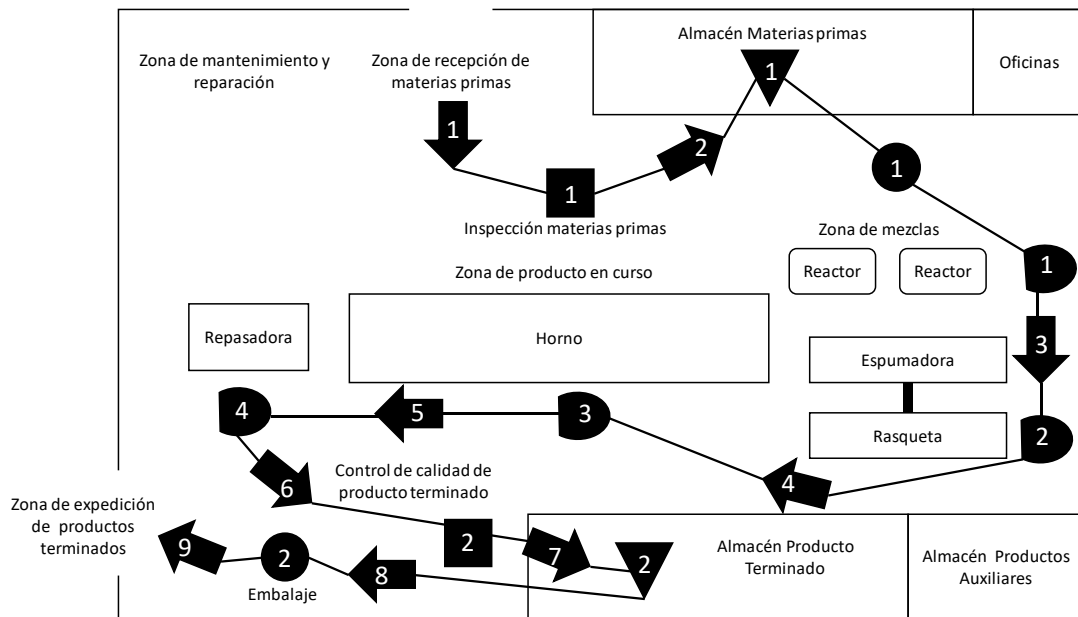 Almacén Materias primas
Oficinas
Zona de mantenimiento y
reparación
Zona de recepción de
materias primas
1
1
1
2
1
Inspección materias primas
Zona de mezclas
1
Reactor
Reactor
Zona de producto en curso
Repasadora
Horno
3
Espumadora
4
5
3
Rasqueta
2
6
Control de calidad de
producto terminado
4
Zona de expedición
de productos
terminados
9
2
Embalaje
8
2
7
2
Almacén Producto
Terminado
Almacén Productos
Auxiliares